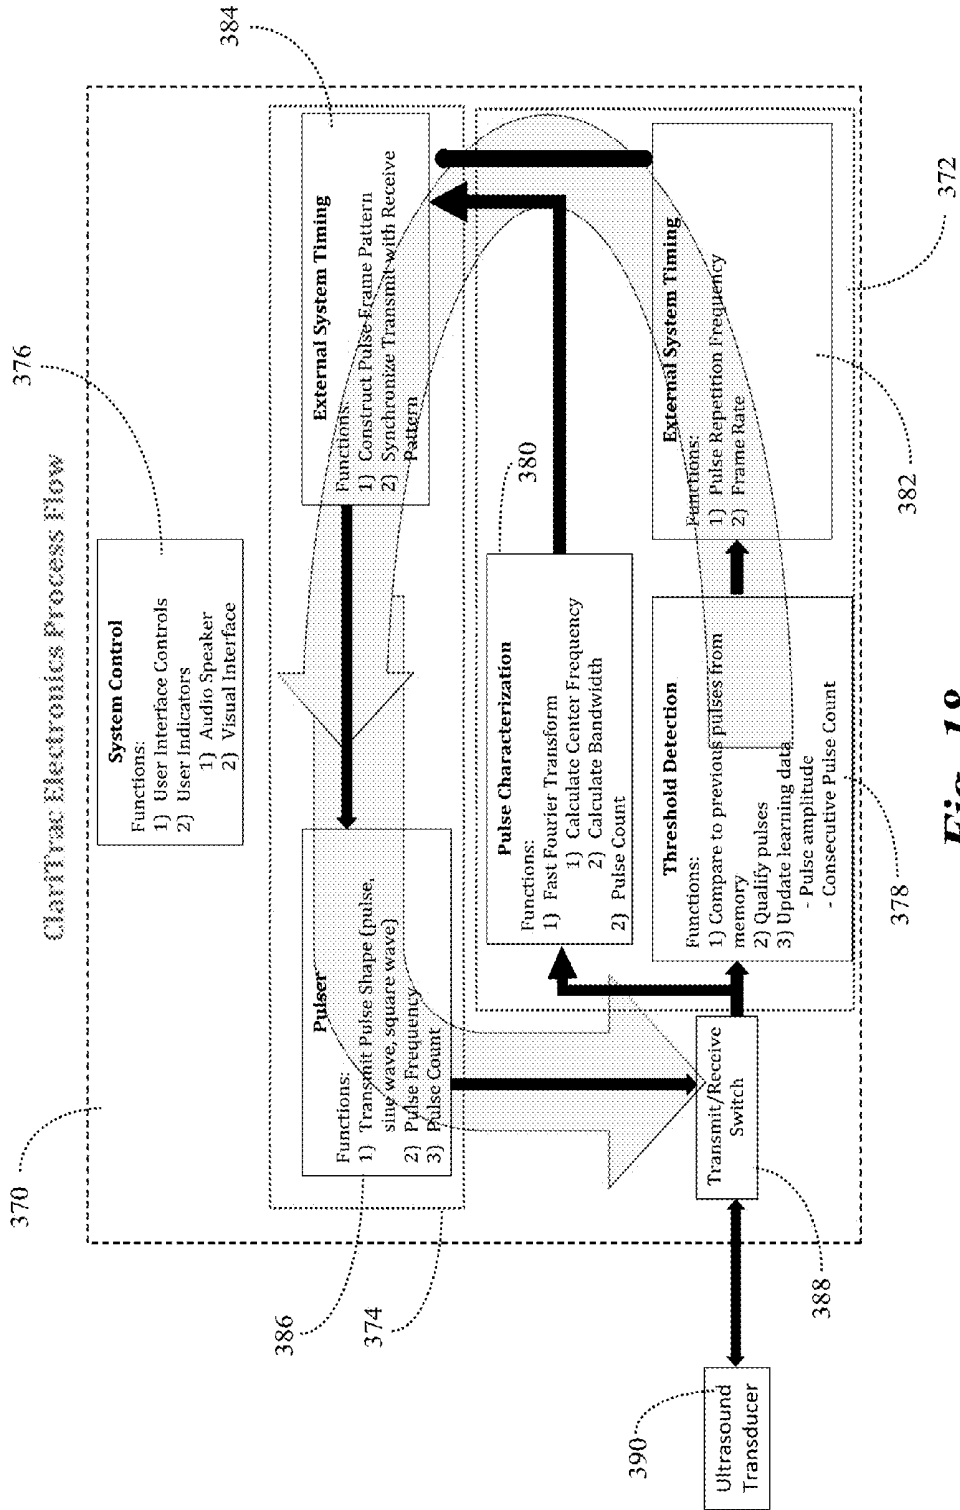 ClariTrac Electronics Process Flow
370
376
384
System Control
Functions:
1) User Interface Controls
2) User Indicators
1) Audio Speaker
2) Visual Interface
386
374
Pulser
Functions:
1) Transmit Pulse Shape (pulse,
sine wave, square wave)
2) Pulse Frequency
3) Pulse Count
External System Timing
Functions:
1) Construct Pulse Frame Pattern
2) Synchronize Transmit with Receive
Pattern
380
Pulse Characterization
Functions:
1) Fast Fourier Transform
1) Calculate Center Frequency
2) Calculate Bandwidth
2) Pulse Count
390
Ultrasound
Transducer
388
Transmit/Receive
Switch
Threshold Detection
Functions:
1) Compare to previous pulses from
memory
2) Qualify pulses
3) Update learning data
- Pulse amplitude
- Consecutive Pulse Count
378
External System Timing
Functions:
1) Pulse Repetition Frequency
2) Frame Rate
382
372